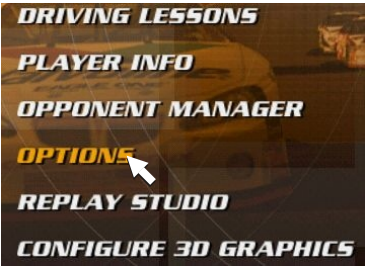 DRIVING LESSONS
PLAYER INFO
OPPONENT MANAGER
OPTIONS
REPLAY STUDIO
CONFIGURE 3D GRAPHICS